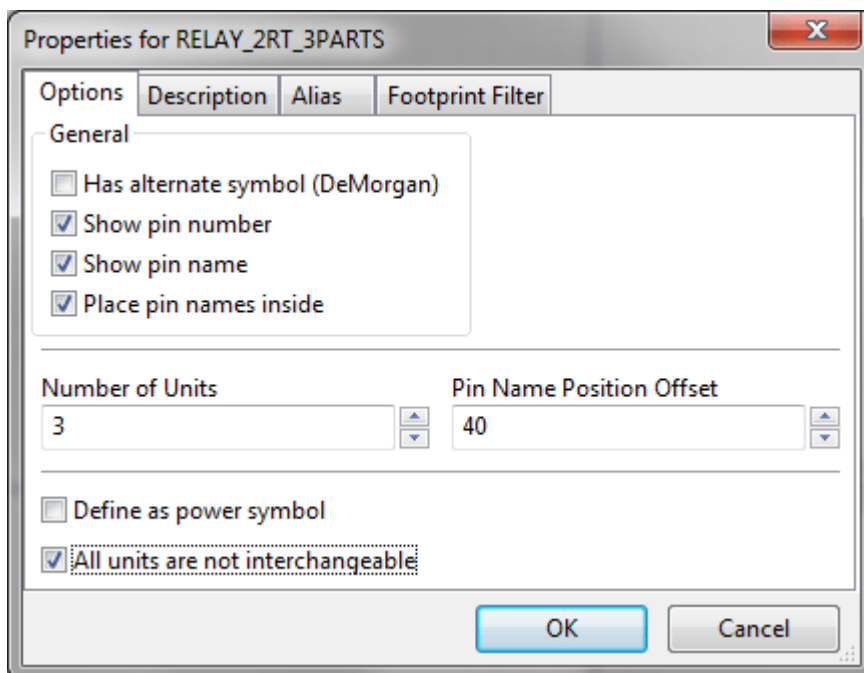 Properties for RELAY_2RT_3PARTS
Options Description Alias Footprint Filter
General
Has alternate symbol (DeMorgan)
Show pin number
Show pin name
Place pin names inside
Number of Units Pin Name Position Offset
3 40
Define as power symbol
All units are not interchangeable
OK Cancel